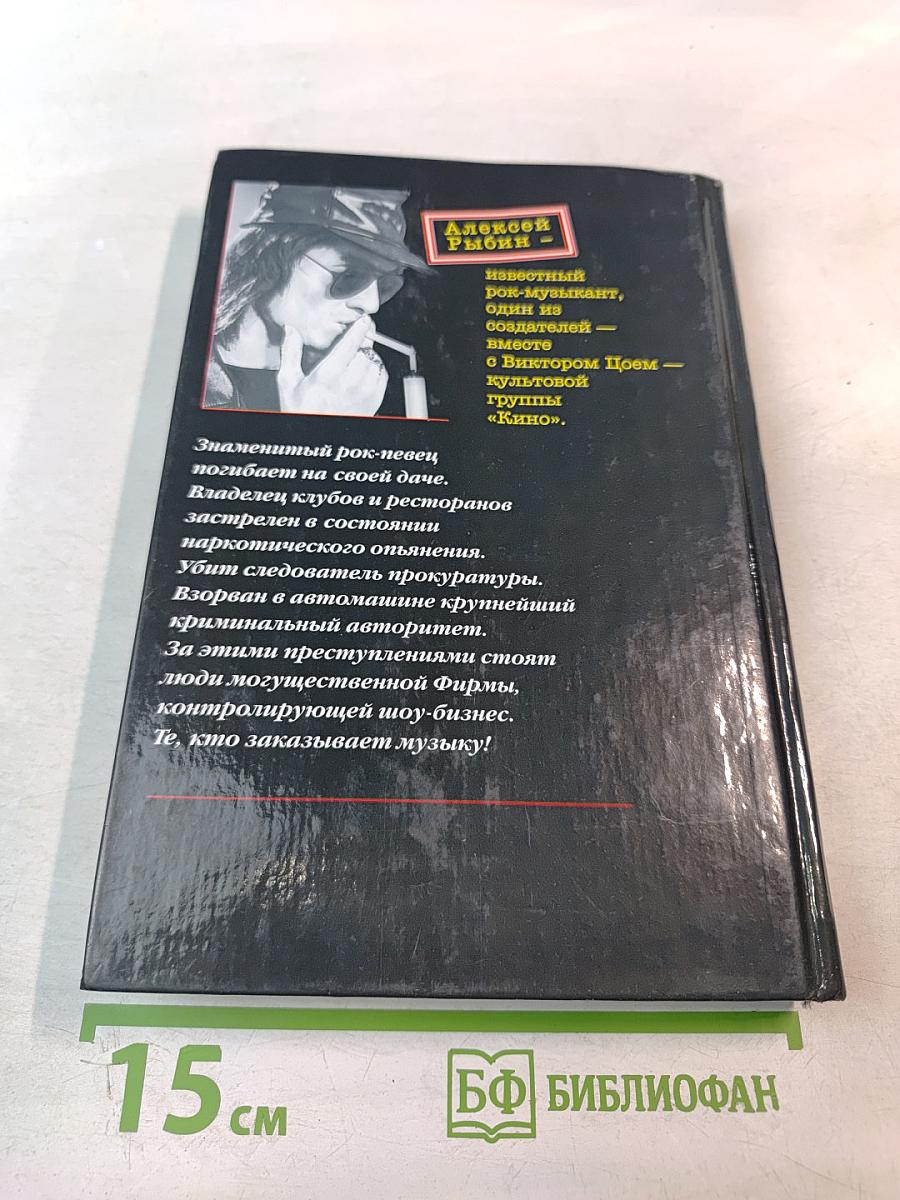 Алексей
Рыбин –
известный
рок-музыкант,
один из
создателей —
вместе
с Виктором Цоем —
культовой
группы
«Кино».
Знаменитый рок-певец
погибает на своей даче.
Владелец клубов и ресторанов
застрелен в состоянии
наркотического опьянения.
Убит следователь прокуратуры.
Взорван в автомашине крупнейший
криминальный авторитет.
За этими преступлениями стоят
люди могущественной Фирмы,
контролирующей шоу-бизнес.
Те, кто заказывает музыку!
15 см
БФ БИБЛИОФАН